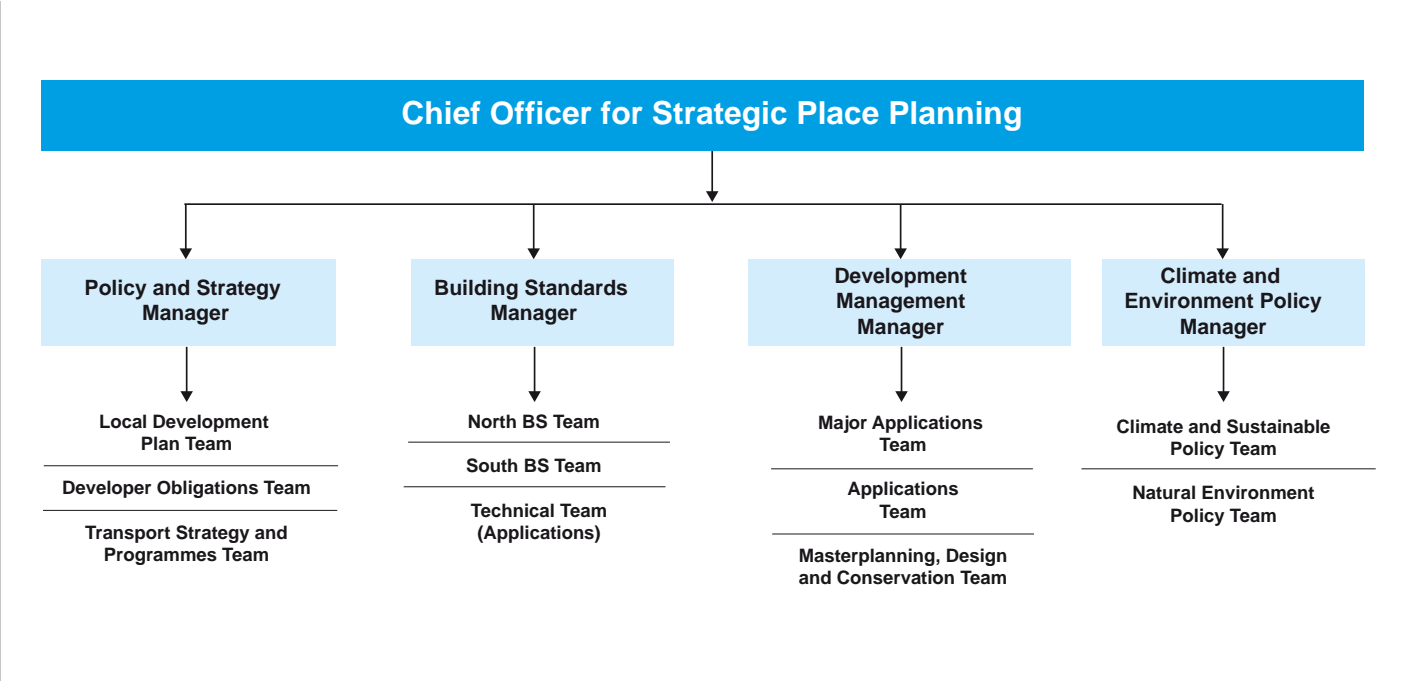 Chief Officer for Strategic Place Planning
Policy and Strategy
Manager
Building Standards
Manager
Development
Management
Manager
Climate and
Environment Policy
Manager
Local Development
Plan Team
Developer Obligations Team
Transport Strategy and
Programmes Team
North BS Team
South BS Team
Technical Team
(Applications)
Major Applications
Team
Applications
Team
Masterplanning, Design
and Conservation Team
Climate and Sustainable
Policy Team
Natural Environment
Policy Team